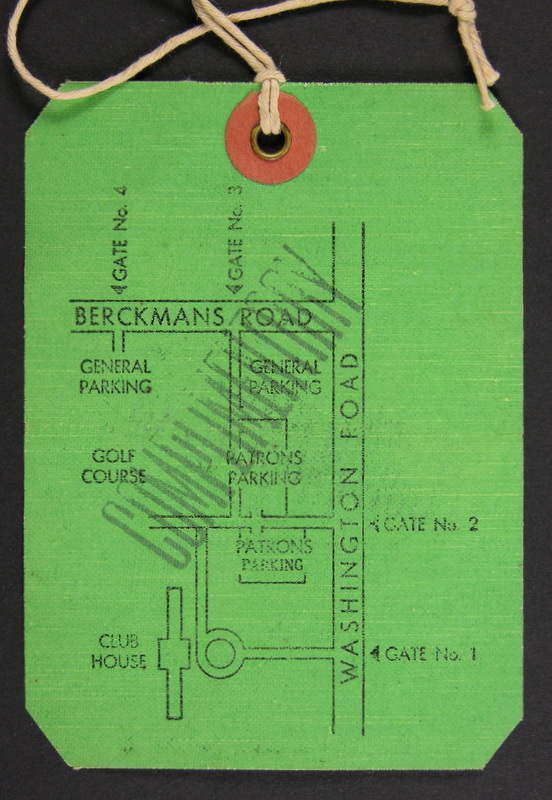 GATE No. 4
GATE No. 3
BERCKMANS ROAD
GENERAL
PARKING
GENERAL
PARKING
GOLF
COURSE
PATRONS
PARKING
WASHINGTON ROAD
GATE No. 2
PATRONS
PARKING
CLUB
HOUSE
GATE No. 1
COMPLIMENTARY